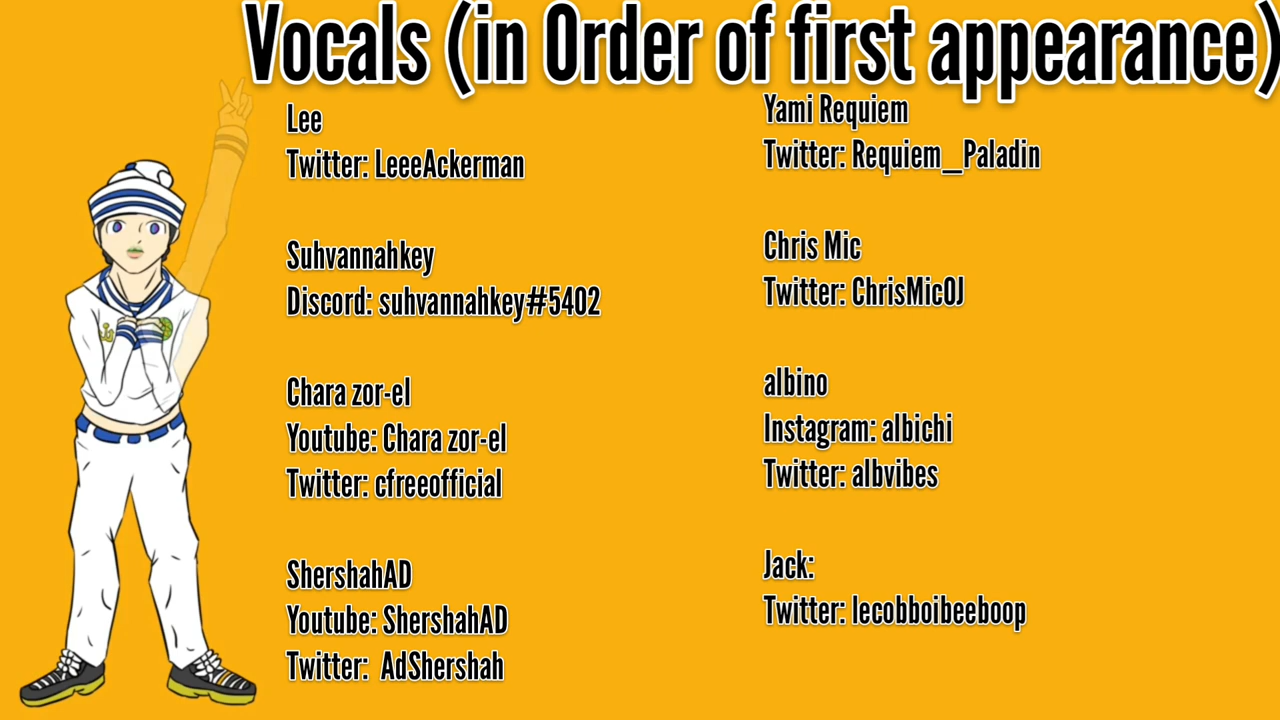 Vocals (in Order of first appearance)
Lee
Twitter: LeeeAckerman
Suhvannahkey
Discord: suhvannahkey#5402
Chara zor-el
Youtube: Chara zor-el
Twitter: cfreeofficial
ShershahAD
Youtube: ShershahAD
Twitter: AdShershah
Yami Requiem
Twitter: Requiem_Paladin
Chris Mic
Twitter: ChrisMicOJ
albino
Instagram: albichi
Twitter: albvibes
Jack:
Twitter: lecobboibeeboop